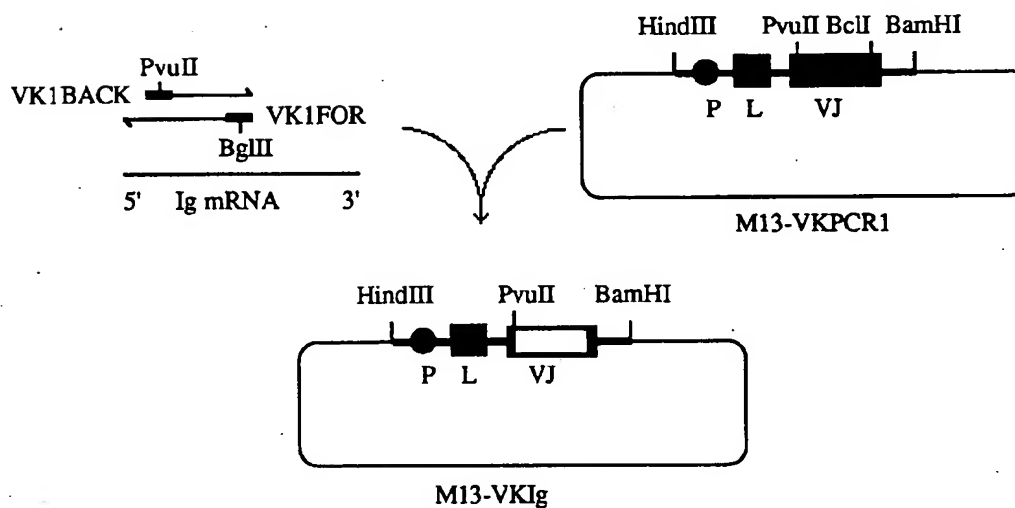 PvuII
VK1BACK
VK1FOR
BglII
5' Ig mRNA 3'
HindIII PvuII BclI BamHI
P L VJ
M13-VKPCR1
HindIII PvuII BamHI
P L VJ
M13-VKIg